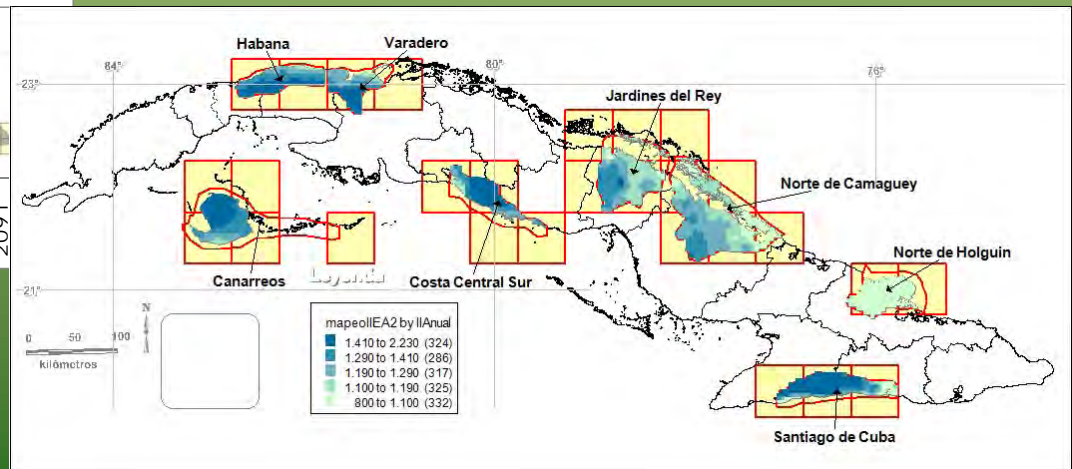 Habana
Varadero
84°
80°
76°
23°
Jardines del Rey
Norte de Camaguey
Norte de Holguin
Canarreos
Leyenda
Costa Central Sur
21°
N
0 50 100
kilômetros
mapeoIIEA2 by IIAnual
1.410 to 2.230 (324)
1.290 to 1.410 (286)
1.190 to 1.290 (317)
1.100 to 1.190 (325)
800 to 1.100 (332)
Santiago de Cuba